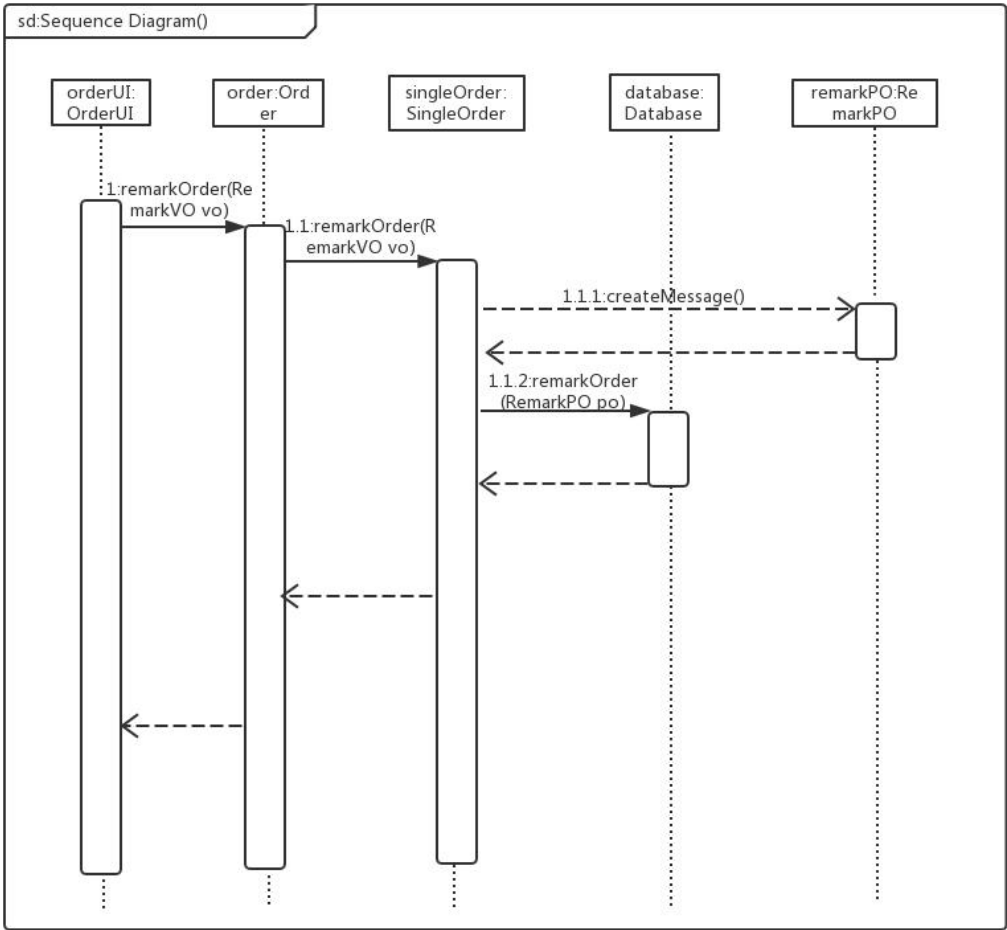 sd:Sequence Diagram()
orderUI:
OrderUI
order:Ord
er
singleOrder:
SingleOrder
database:
Database
remarkPO:Re
markPO
1:remarkOrder(Re
markVO vo)
1.1:remarkOrder(R
emarkVO vo)
1.1.1:createMessage()
1.1.2:remarkOrder
(RemarkPO po)